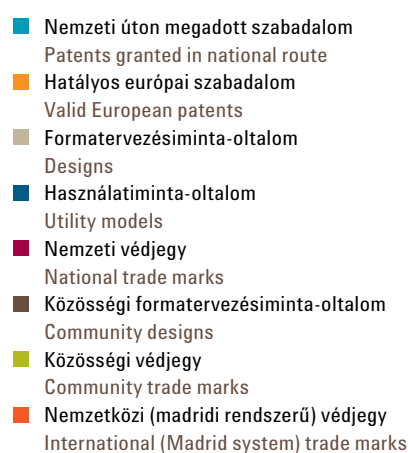 Nemzeti úton megadott szabadalom
Patents granted in national route
Hatályos európai szabadalom
Valid European patents
Formatervezésiminta-oltalom
Designs
Használatiminta-oltalom
Utility models
Nemzeti védjegy
National trade marks
Közösségi formatervezésiminta-oltalom
Community designs
Közösségi védjegy
Community trade marks
Nemzetközi (madridi rendszerű) védjegy
International (Madrid system) trade marks